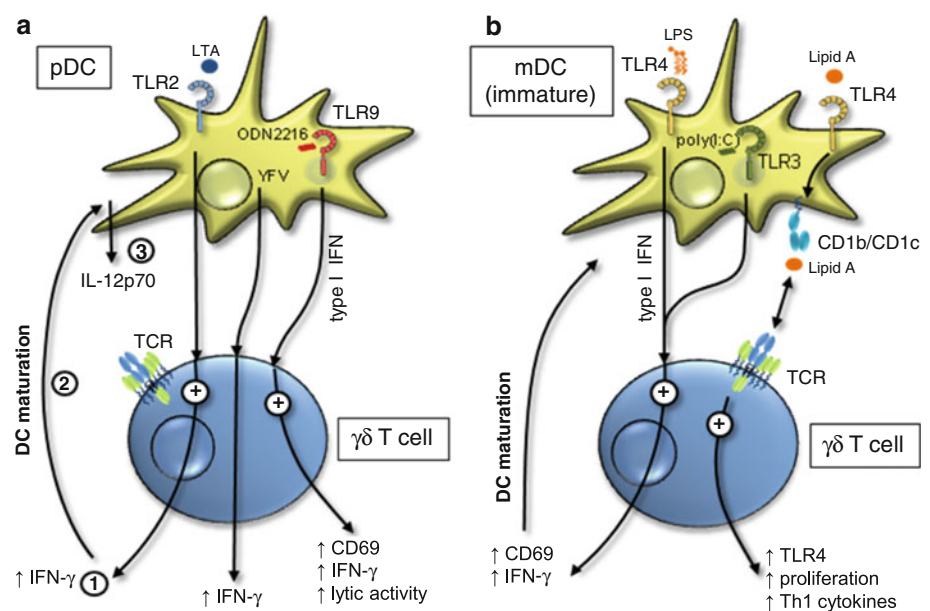 a
pDC
LTA
TLR2
TLR9
ODN2216
YFV
3
IL-12p70
type I IFN
DC maturation
2
TCR
+
+
γδ T cell
↑ IFN-γ 1
↑ IFN-γ
↑ CD69
↑ IFN-γ
↑ lytic activity
b
mDC
(immature)
LPS
TLR4
Lipid A
TLR4
poly(I:C)
TLR3
CD1b/CD1c
Lipid A
type I IFN
DC maturation
TCR
+
+
γδ T cell
↑ CD69
↑ IFN-γ
↑ TLR4
↑ proliferation
↑ Th1 cytokines